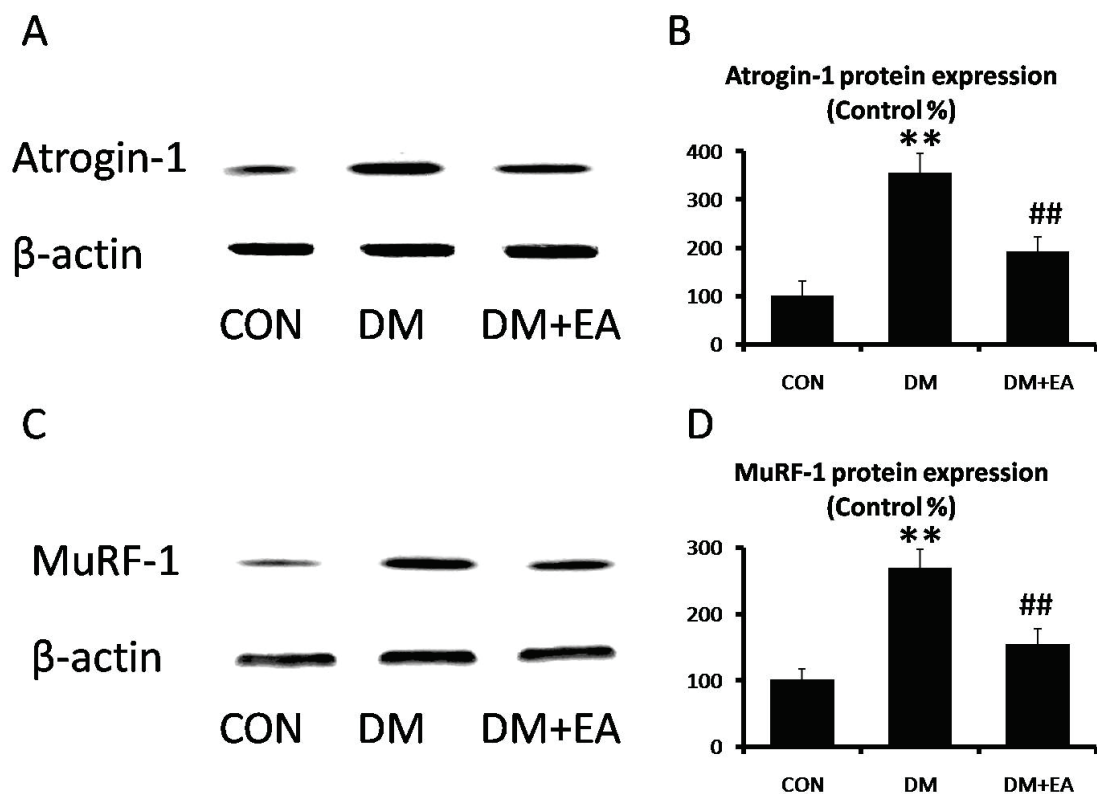 A
Atrogin-1
β-actin
CON DM DM+EA
B
Atrogin-1 protein expression
(Control %)
**
400
300
##
200
100
0
CON DM DM+EA
C
MuRF-1
β-actin
CON DM DM+EA
D
MuRF-1 protein expression
(Control %)
**
300
##
200
100
0
CON DM DM+EA